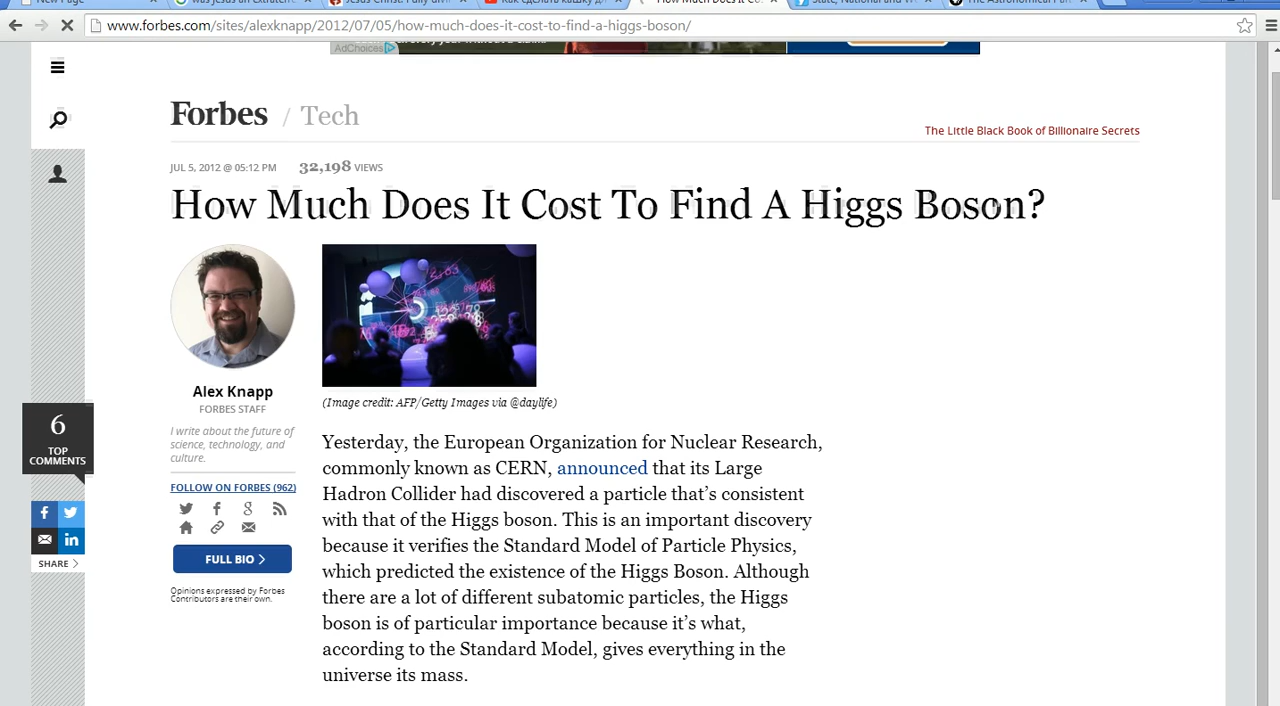 New Page
was Jesus an Extraterr
Jesus Christ: Fully divi
Как сделать кашку д
How Much Does It Co
State, National and W
The Astronomical Pa
www.forbes.com/sites/alexknapp/2012/07/05/how-much-does-it-cost-to-find-a-higgs-boson/
AdChoices
Forbes / Tech
The Little Black Book of Billionaire Secrets
JUL 5, 2012 @ 05:12 PM 32,198 VIEWS
How Much Does It Cost To Find A Higgs Boson?
Alex Knapp
FORBES STAFF
I write about the future of
science, technology, and
culture.
FOLLOW ON FORBES (962)
FULL BIO
Opinions expressed by Forbes
Contributors are their own.
6
TOP
COMMENTS
SHARE
(Image credit: AFP/Getty Images via @daylife)
Yesterday, the European Organization for Nuclear Research,
commonly known as CERN, announced that its Large
Hadron Collider had discovered a particle that’s consistent
with that of the Higgs boson. This is an important discovery
because it verifies the Standard Model of Particle Physics,
which predicted the existence of the Higgs Boson. Although
there are a lot of different subatomic particles, the Higgs
boson is of particular importance because it’s what,
according to the Standard Model, gives everything in the
universe its mass.